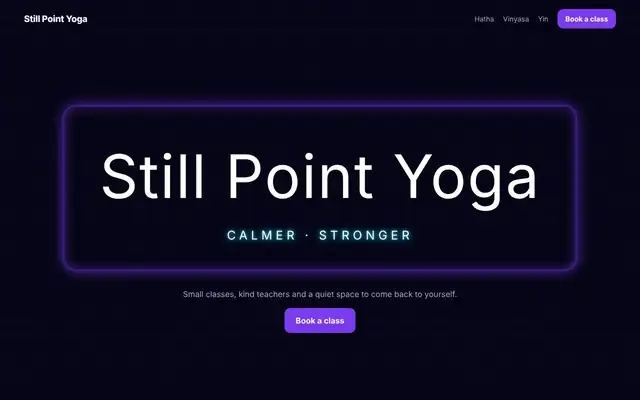 Still Point Yoga
Hatha Vinyasa Yin Book a class
Still Point Yoga
CALMER · STRONGER
Small classes, kind teachers and a quiet space to come back to yourself.
Book a class